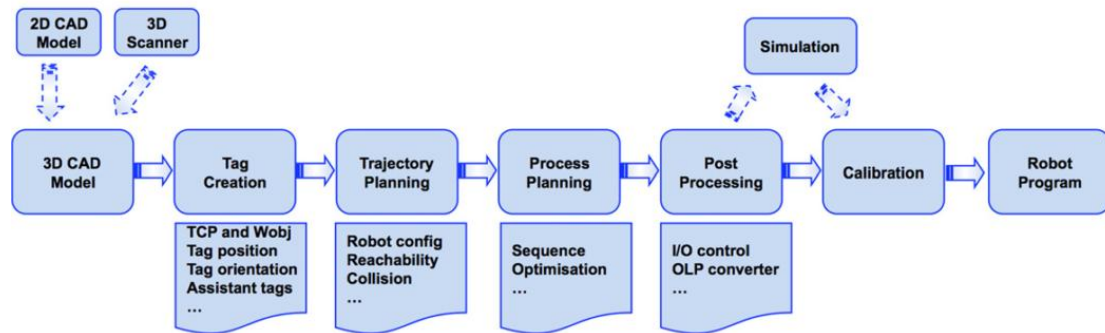 2D CAD
Model
3D
Scanner
Simulation
3D CAD
Model
Tag
Creation
Trajectory
Planning
Process
Planning
Post
Processing
Calibration
Robot
Program
TCP and Wobj
Tag position
Tag orientation
Assistant tags
...
Robot config
Reachability
Collision
...
Sequence
Optimisation
...
I/O control
OLP converter
...